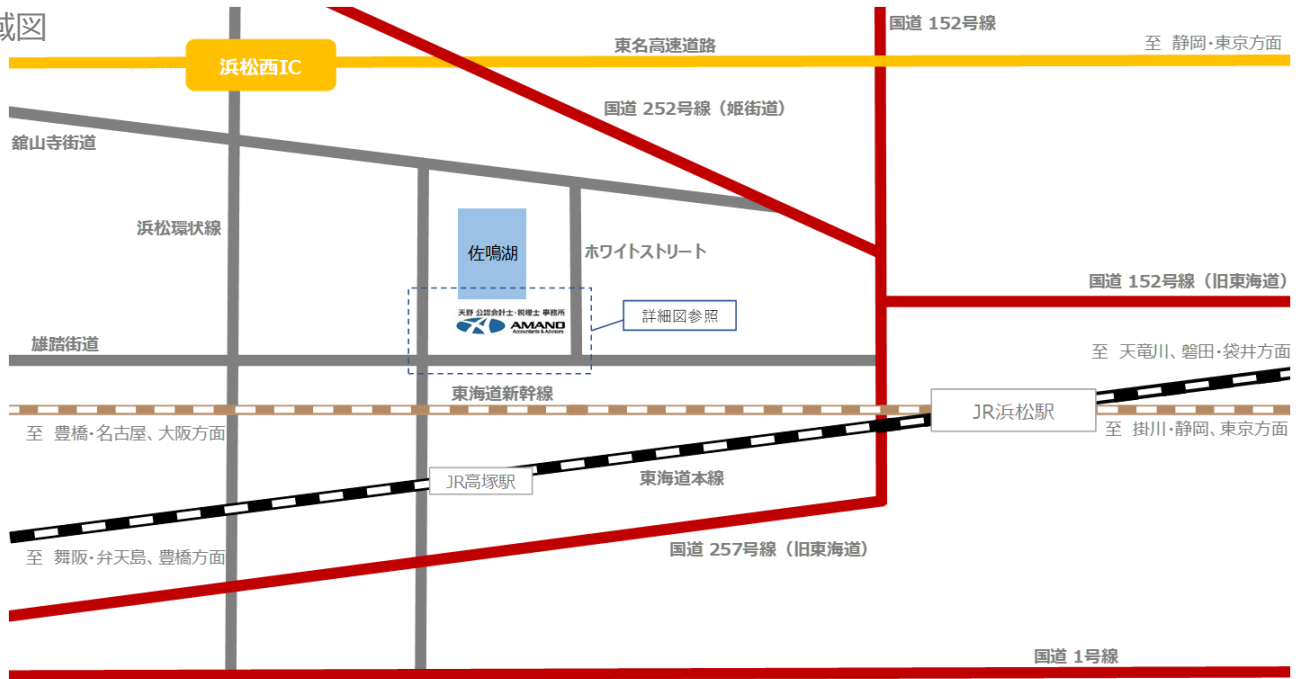 域図
国道 152号線
東名高速道路
至 静岡・東京方面
浜松西IC
国道 252号線（姫街道）
舘山寺街道
浜松環状線
佐鳴湖
ホワイトストリート
国道 152号線（旧東海道）
天野 公認会計士・税理士 事務所
AMANO
Accountants & Advisors
詳細図参照
雄踏街道
至 天竜川、磐田・袋井方面
東海道新幹線
JR浜松駅
至 豊橋・名古屋、大阪方面
至 掛川・静岡、東京方面
JR高塚駅
東海道本線
至 舞阪・弁天島、豊橋方面
国道 257号線（旧東海道）
国道 1号線